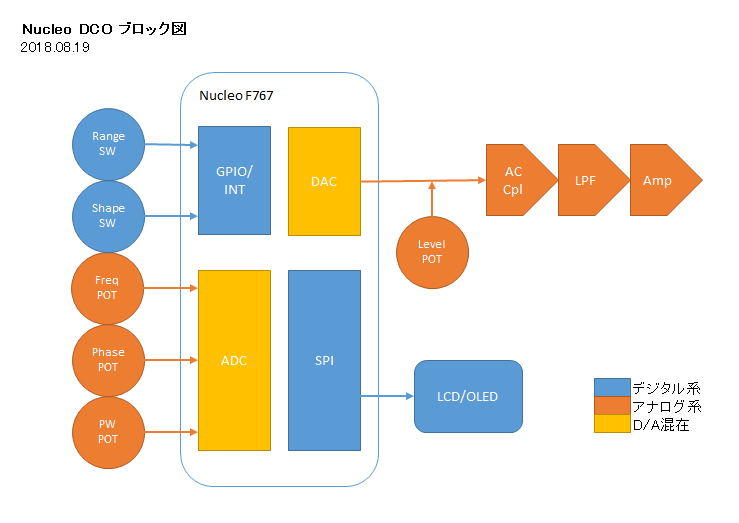 Nucleo DCO ブロック図
2018.08.19
Nucleo F767
Range
SW
Shape
SW
Freq
POT
Phase
POT
PW
POT
GPIO/
INT
DAC
ADC
SPI
Level
POT
AC
Cpl
LPF
Amp
LCD/OLED
デジタル系
アナログ系
D/A混在